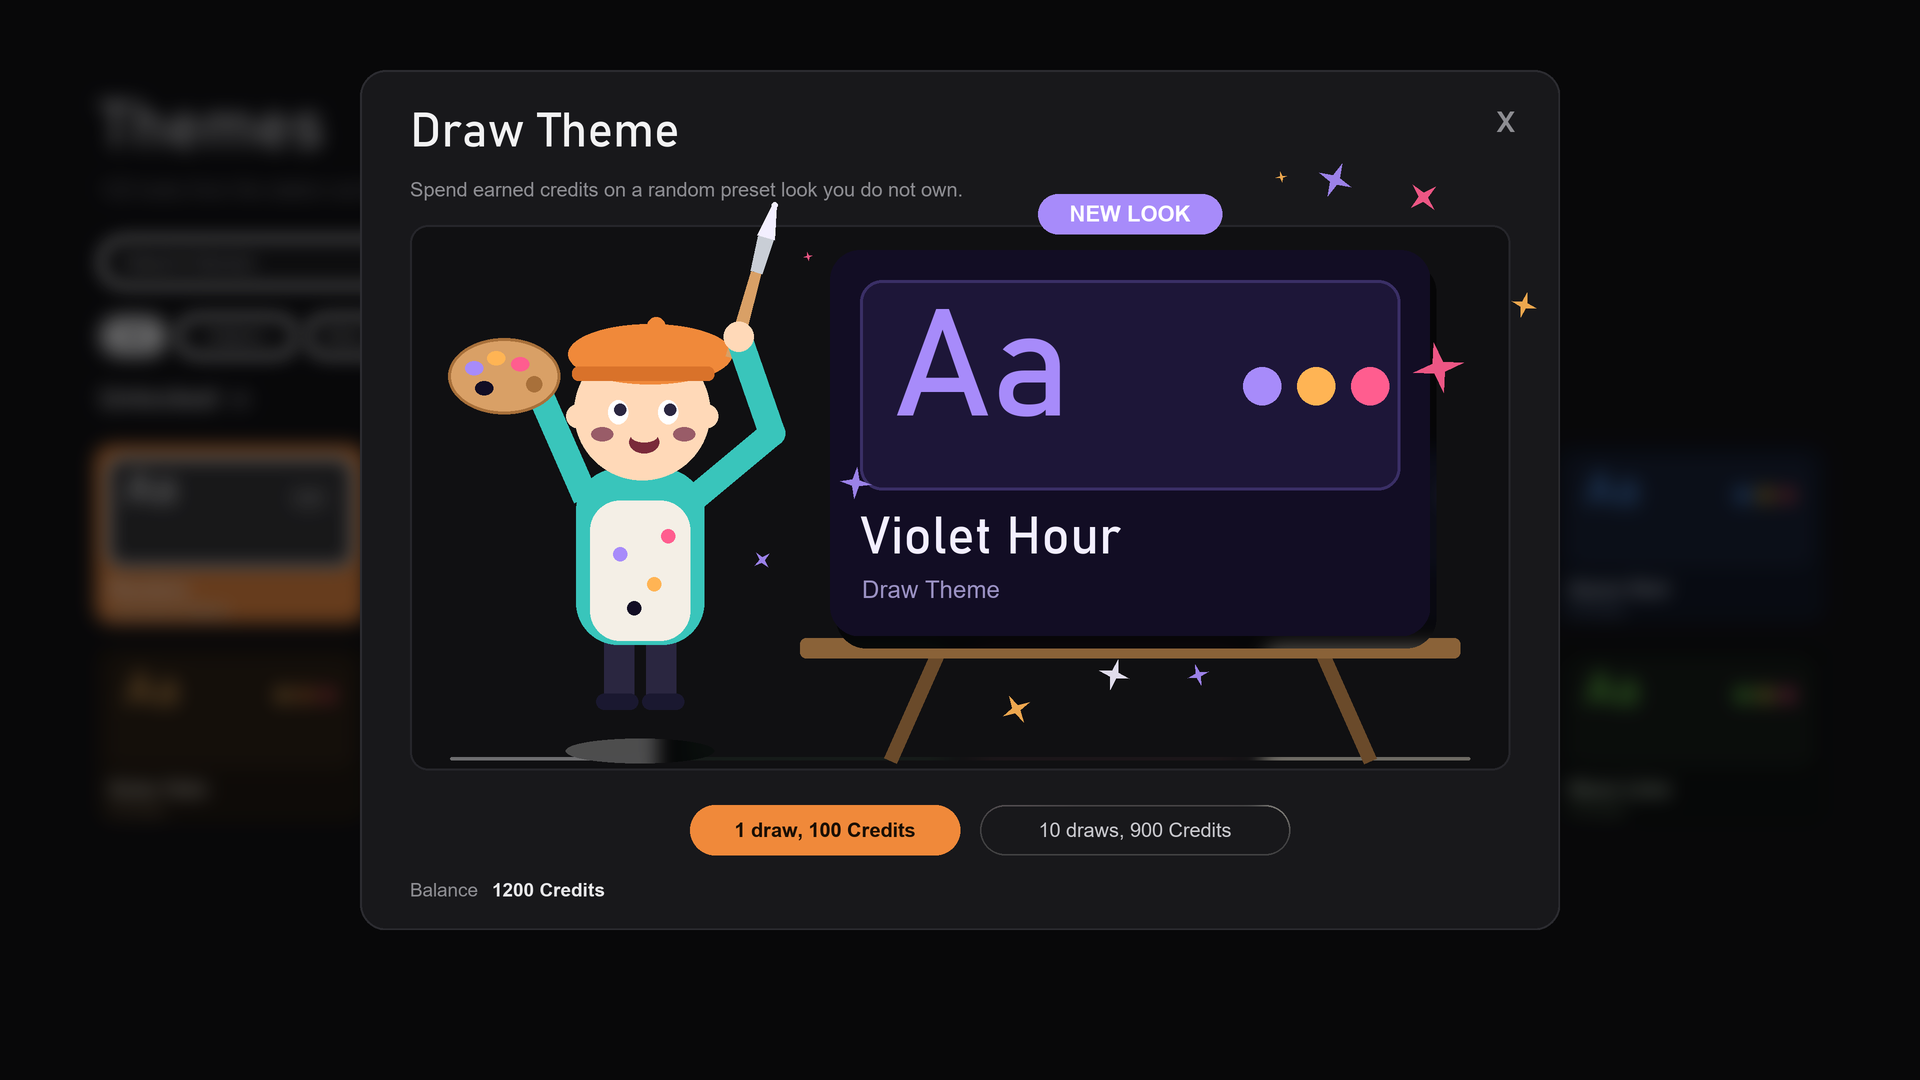 Themes
Draw Theme
X
Spend earned credits on a random preset look you do not own.
NEW LOOK
Aa
Violet Hour
Draw Theme
1 draw, 100 Credits
10 draws, 900 Credits
Balance 1200 Credits